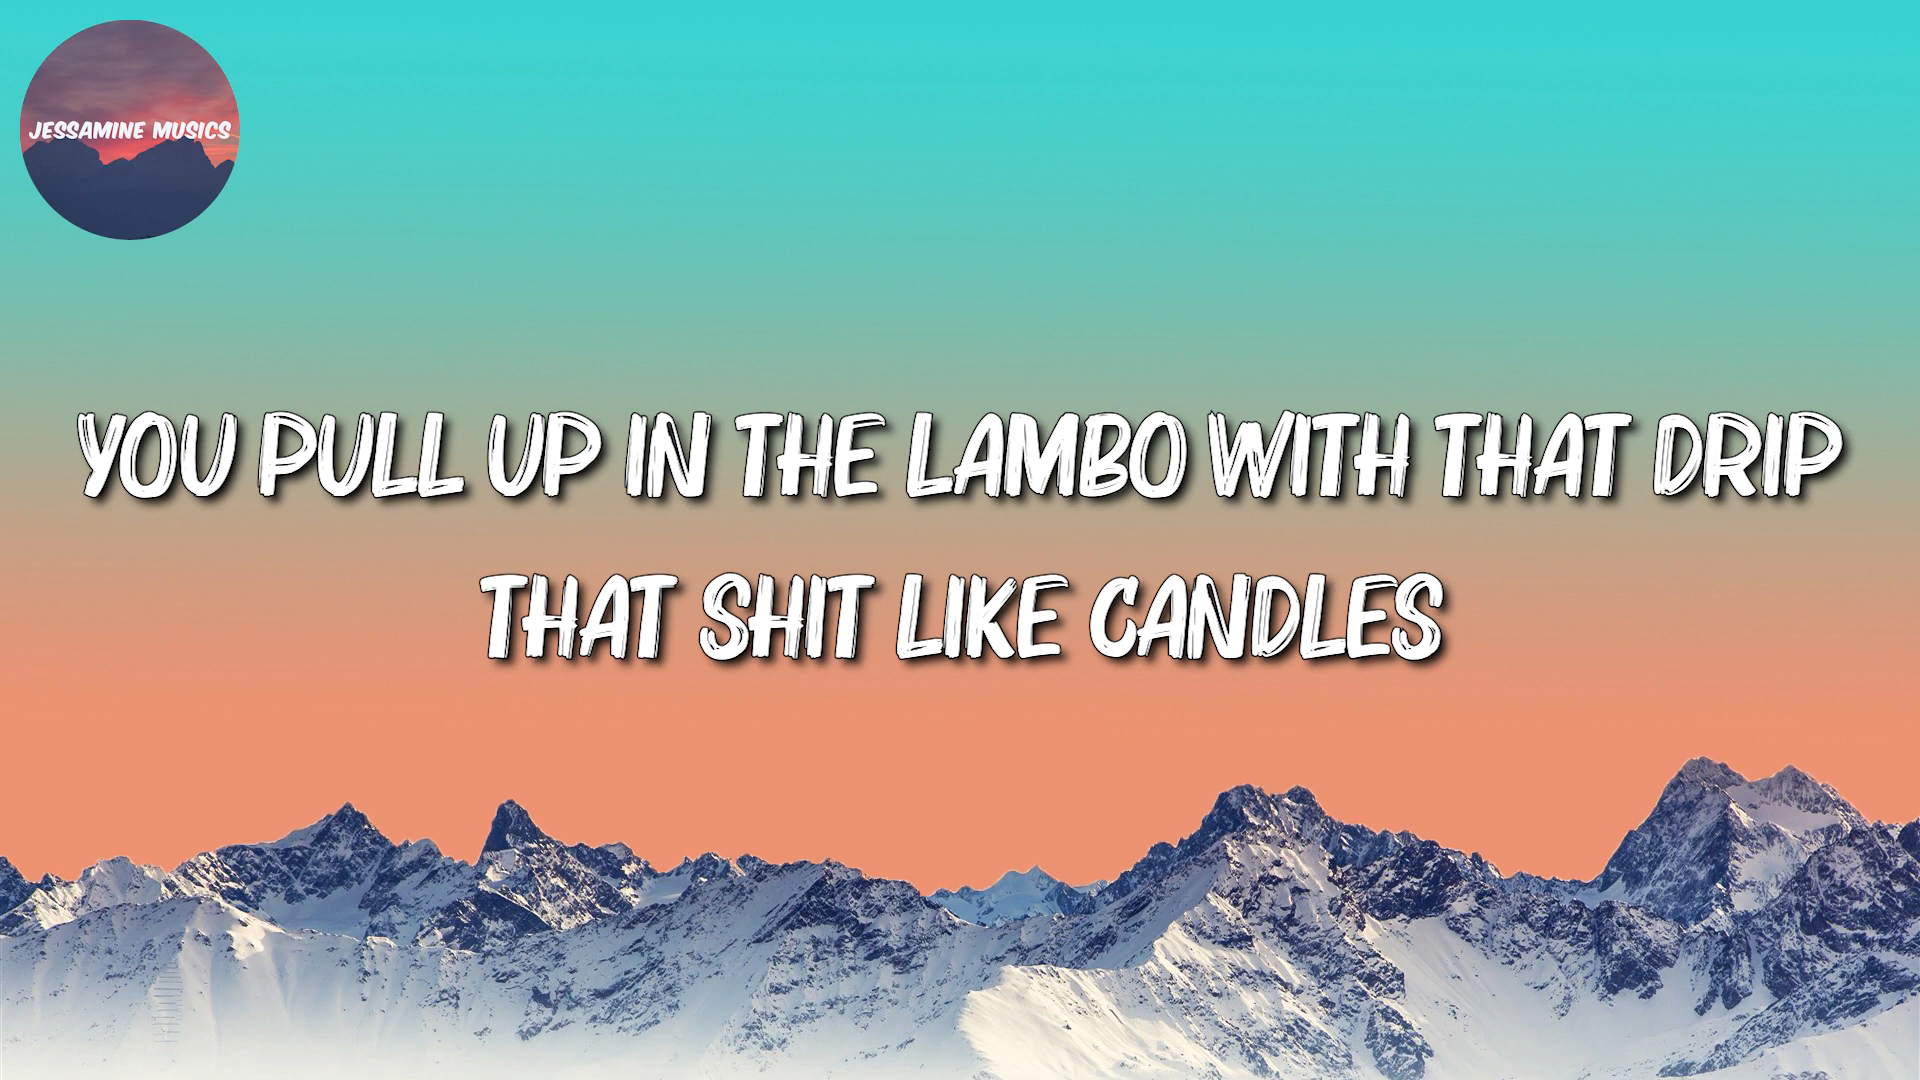 JESSAMINE MUSICS
YOU PULL UP IN THE LAMBO WITH THAT DRIP
THAT SHIT LIKE CANDLES